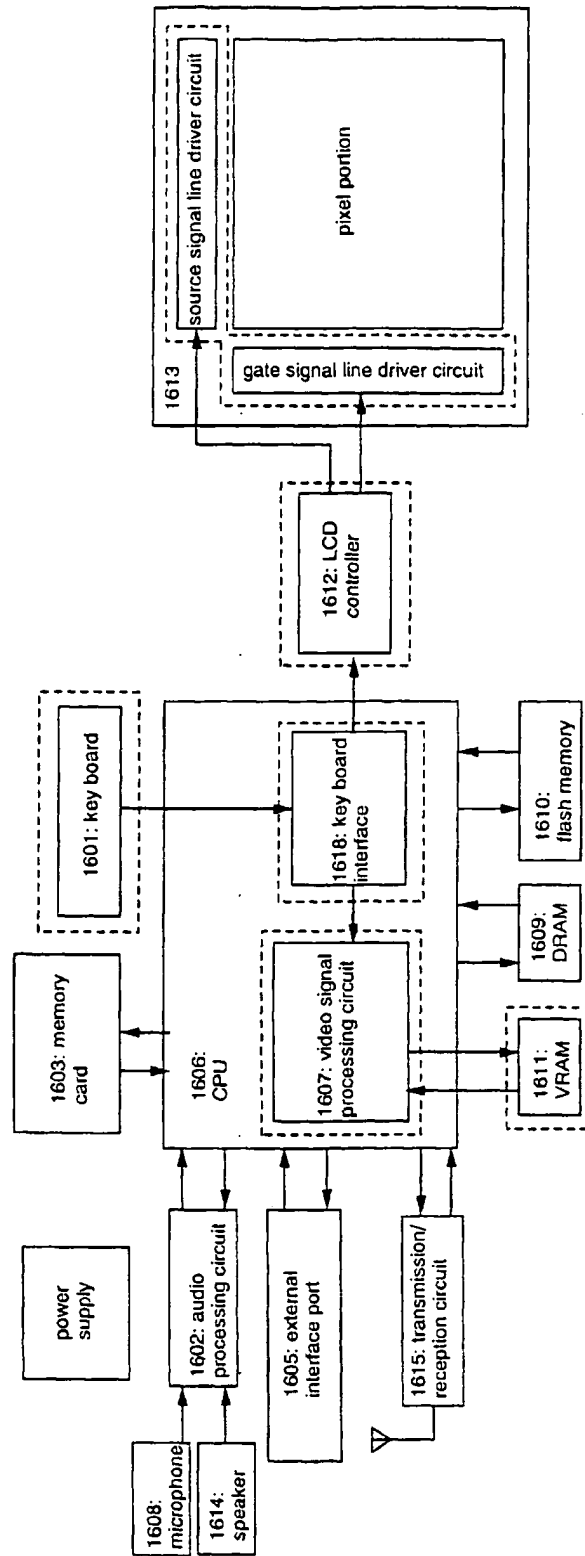 power
supply
1608:
microphone
1614:
speaker
1602: audio
processing circuit
1605: external
interface port
1615: transmission/
reception circuit
1603: memory
card
1601: key board
1606:
CPU
1607: video signal
processing circuit
1618: key board
interface
1611:
VRAM
1609:
DRAM
1610:
flash memory
1612: LCD
controller
1613
source signal line driver circuit
gate signal line driver circuit
pixel portion